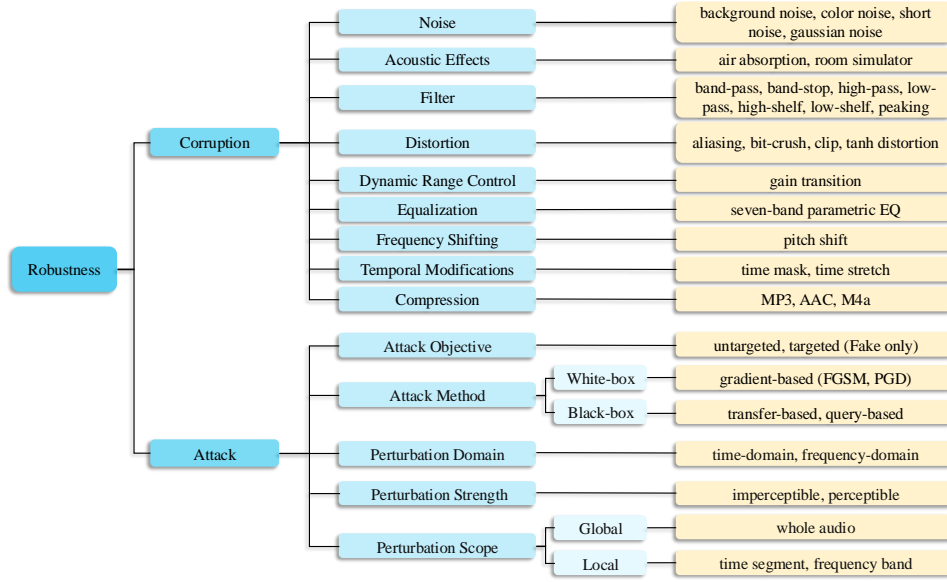 Robustness
Corruption
Noise
background noise, color noise, short
noise, gaussian noise
Acoustic Effects
air absorption, room simulator
Filter
band-pass, band-stop, high-pass, low-
pass, high-shelf, low-shelf, peaking
Distortion
aliasing, bit-crush, clip, tanh distortion
Dynamic Range Control
gain transition
Equalization
seven-band parametric EQ
Frequency Shifting
pitch shift
Temporal Modifications
time mask, time stretch
Compression
MP3, AAC, M4a
Attack
Attack Objective
untargeted, targeted (Fake only)
Attack Method
White-box
gradient-based (FGSM, PGD)
Black-box
transfer-based, query-based
Perturbation Domain
time-domain, frequency-domain
Perturbation Strength
imperceptible, perceptible
Perturbation Scope
Global
whole audio
Local
time segment, frequency band